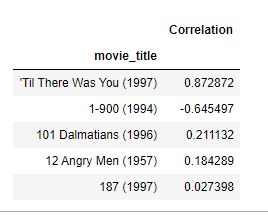 Correlation
movie_title
'Til There Was You (1997) 0.872872
1-900 (1994) -0.645497
101 Dalmatians (1996) 0.211132
12 Angry Men (1957) 0.184289
187 (1997) 0.027398